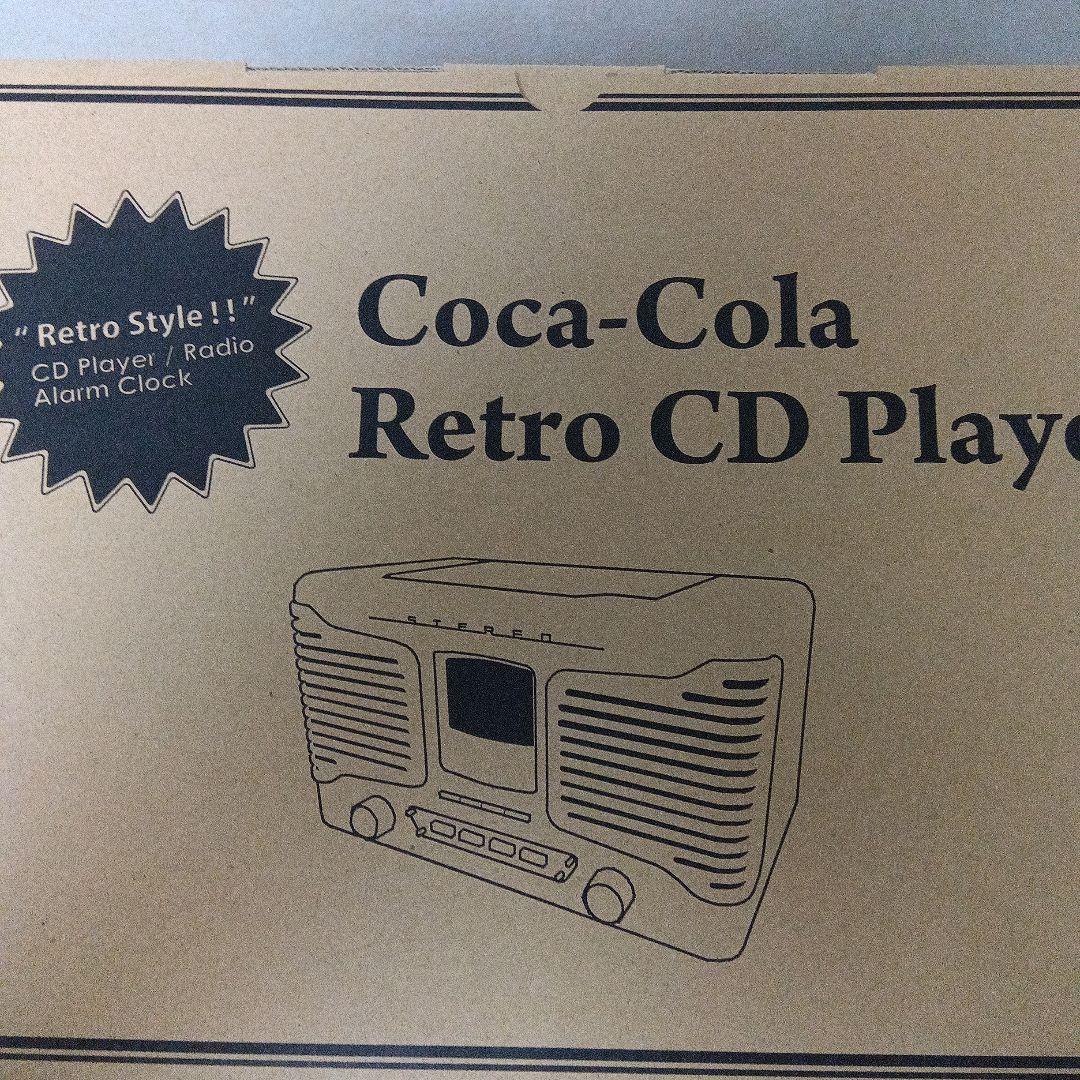 “ Retro Style!!”
CD Player / Radio
Alarm Clock
Coca-Cola
Retro CD Playe
STEREO